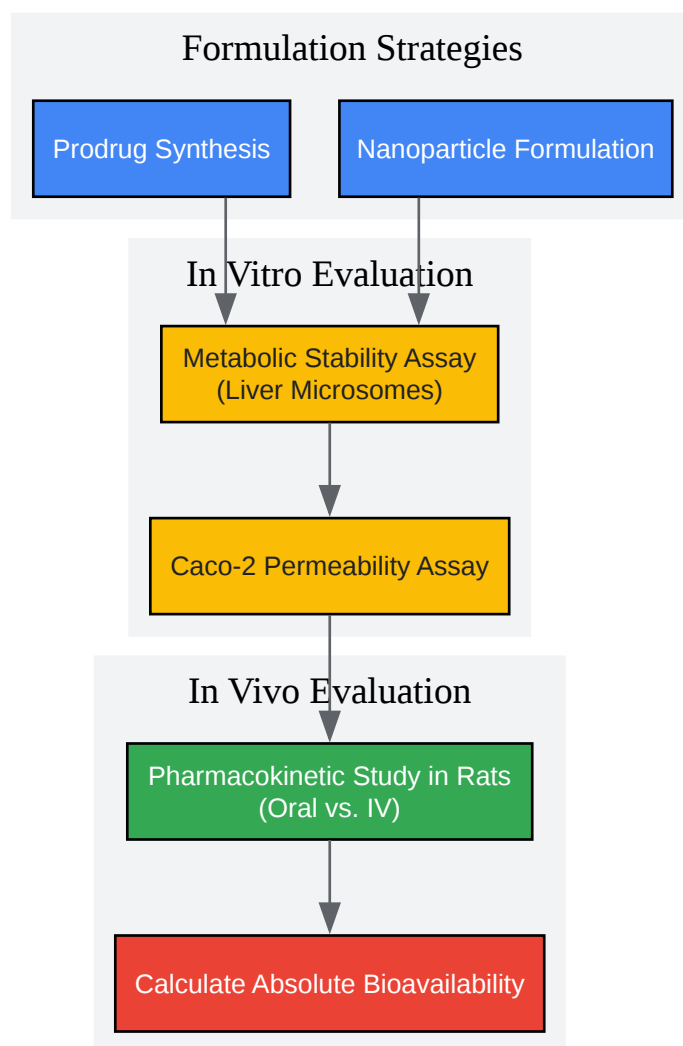 Formulation Strategies
Prodrug Synthesis
Nanoparticle Formulation
In Vitro Evaluation
Metabolic Stability Assay
(Liver Microsomes)
Caco-2 Permeability Assay
In Vivo Evaluation
Pharmacokinetic Study in Rats
(Oral vs. IV)
Calculate Absolute Bioavailability